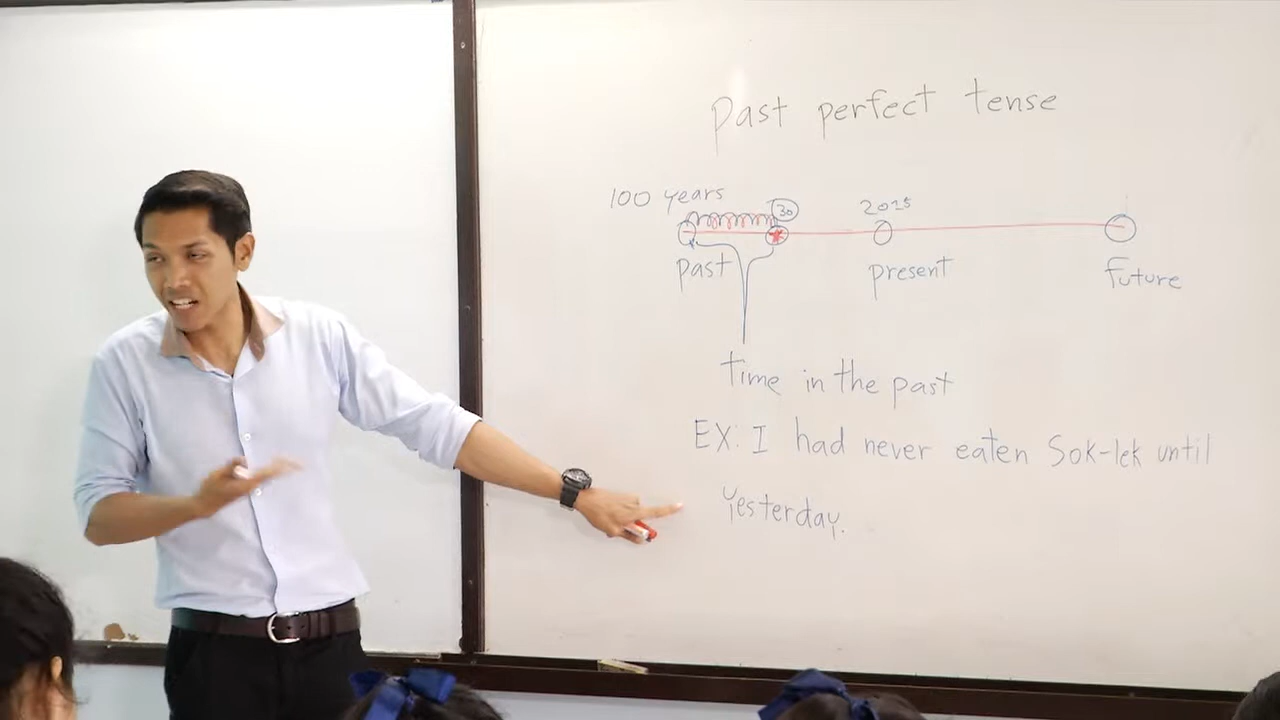 Past perfect tense
100 years
30
2015
past
present
future
time in the past
EX: I had never eaten Sok-lek until
Yesterday.